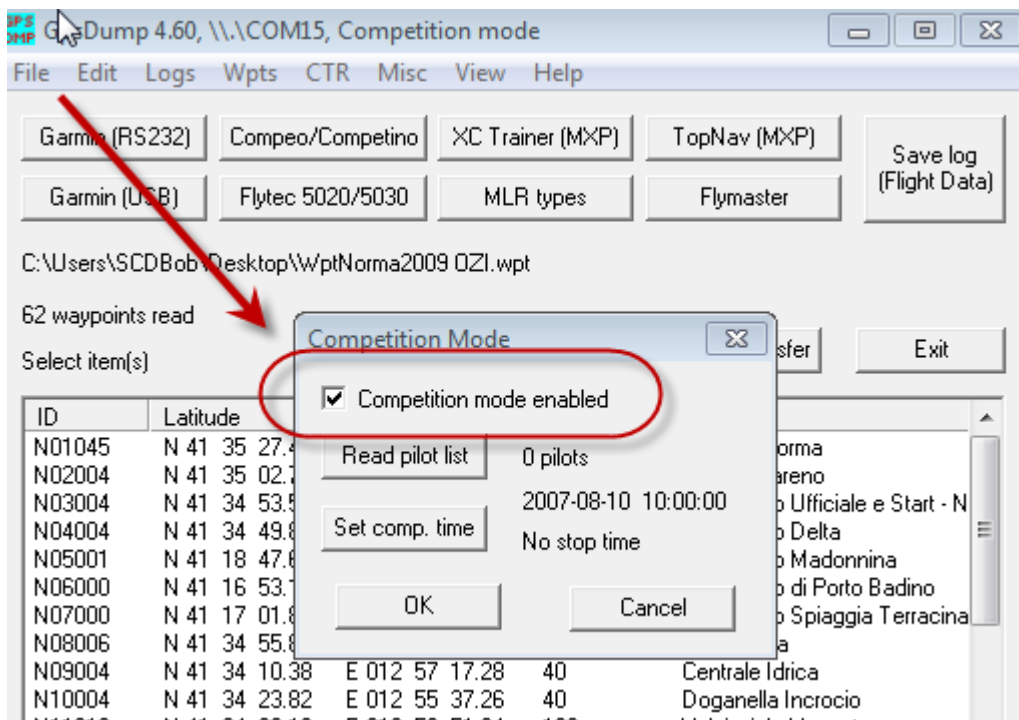 GPS DMP GpsDump 4.60, \\.\COM15, Competition mode
File Edit Logs Wpts CTR Misc View Help
Garmin (RS232) Compeo/Competino XC Trainer (MXP) TopNav (MXP) Save log (Flight Data)
Garmin (USB) Flytec 5020/5030 MLR types Flymaster
C:\Users\SCDBob\Desktop\WptNorma2009 OZI.wpt
62 waypoints read
Select item(s) sfer Exit
Competition Mode
Competition mode enabled
Read pilot list 0 pilots
2007-08-10 10:00:00
Set comp. time
No stop time
OK Cancel
ID Latitude
N01045 N 41 35 27.4 orma
N02004 N 41 35 02. areno
N03004 N 41 34 53.5 o Ufficiale e Start - N
N04004 N 41 34 49.8 o Delta
N05001 N 41 18 47.6 o Madonnina
N06000 N 41 16 53. o di Porto Badino
N07000 N 41 17 01.8 o Spiaggia Terracina
N08006 N 41 34 55.8 a
N09004 N 41 34 10.38 E 012 57 17.28 40 Centrale Idrica
N10004 N 41 34 23.82 E 012 55 37.26 40 Doganella Incrocio